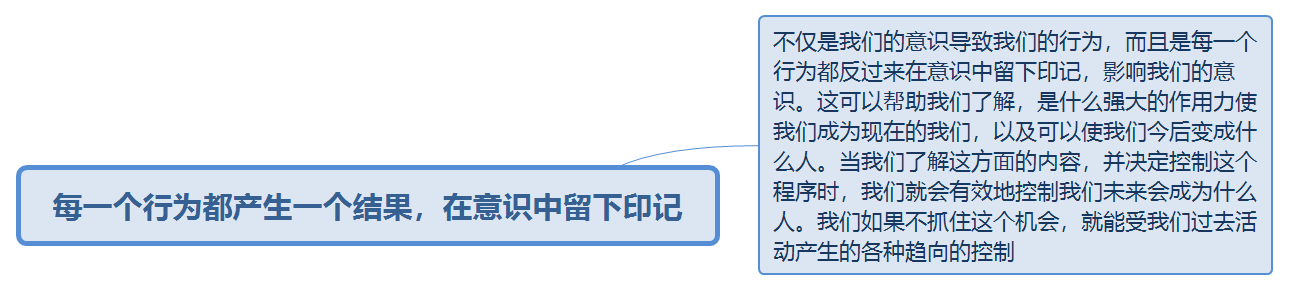 每一个行为都产生一个结果，在意识中留下印记
不仅是我们的意识导致我们的行为，而且是每一个
行为都反过来在意识中留下印记，影响我们的意
识。这可以帮助我们了解，是什么强大的作用力使
我们成为现在的我们，以及可以使我们今后变成什
么人。当我们了解这方面的内容，并决定控制这个
程序时，我们就会有效地控制我们未来会成为什么
人。我们如果不抓住这个机会，就能受我们过去活
动产生的各种趋向的控制